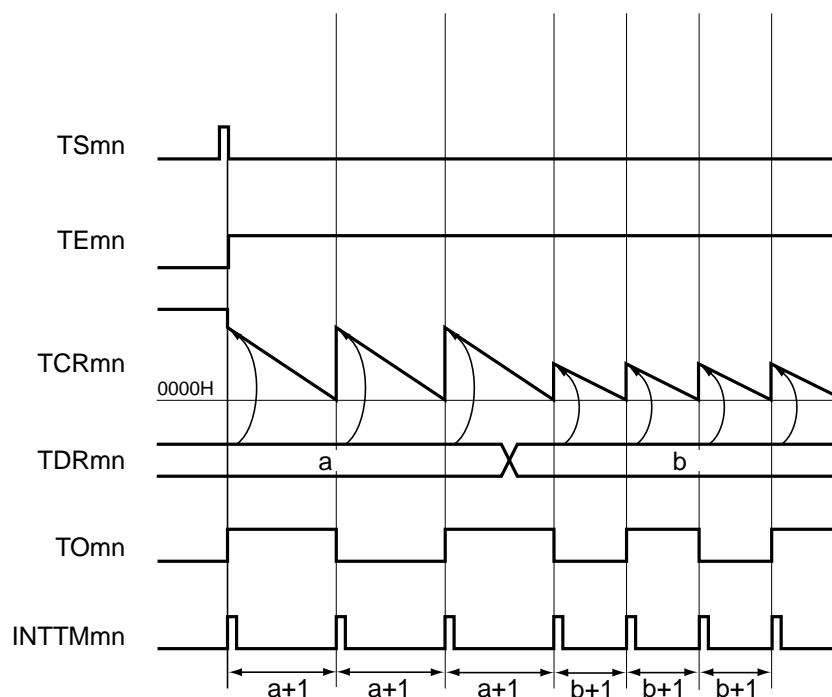 TSmn
TEmn
TCRmn
0000H
TDRmn
a
b
TOmn
INTTMmn
a+1
a+1
a+1
b+1
b+1
b+1